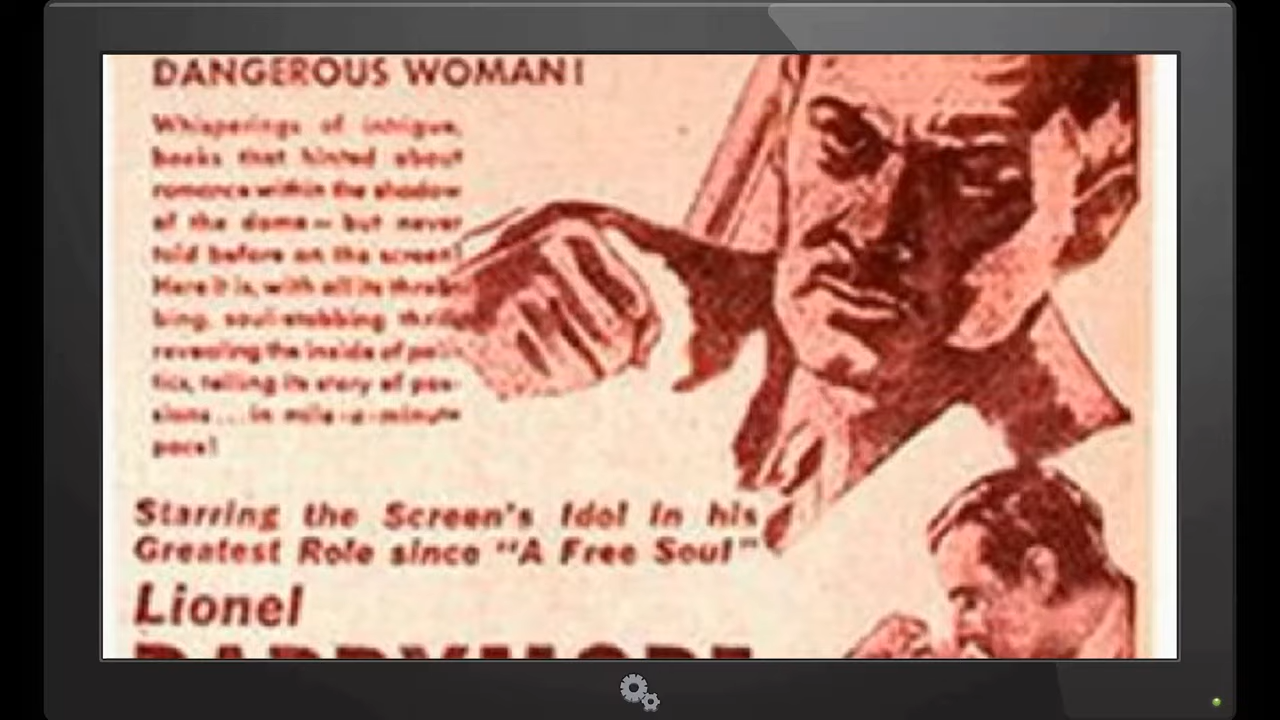 DANGEROUS WOMAN!
Whisperings of intrigue,
books that hinted about
romance within the shadow
of the dome — but never
told before on the screen!
Here it is, with all its throb-
bing, soul-stabbing thrills
revealing the inside of poli-
tics, telling its story of pas-
sions ... in mile-a-minute
pace!
Starring the Screen's Idol in his
Greatest Role since "A Free Soul"
Lionel
BARRYMORE